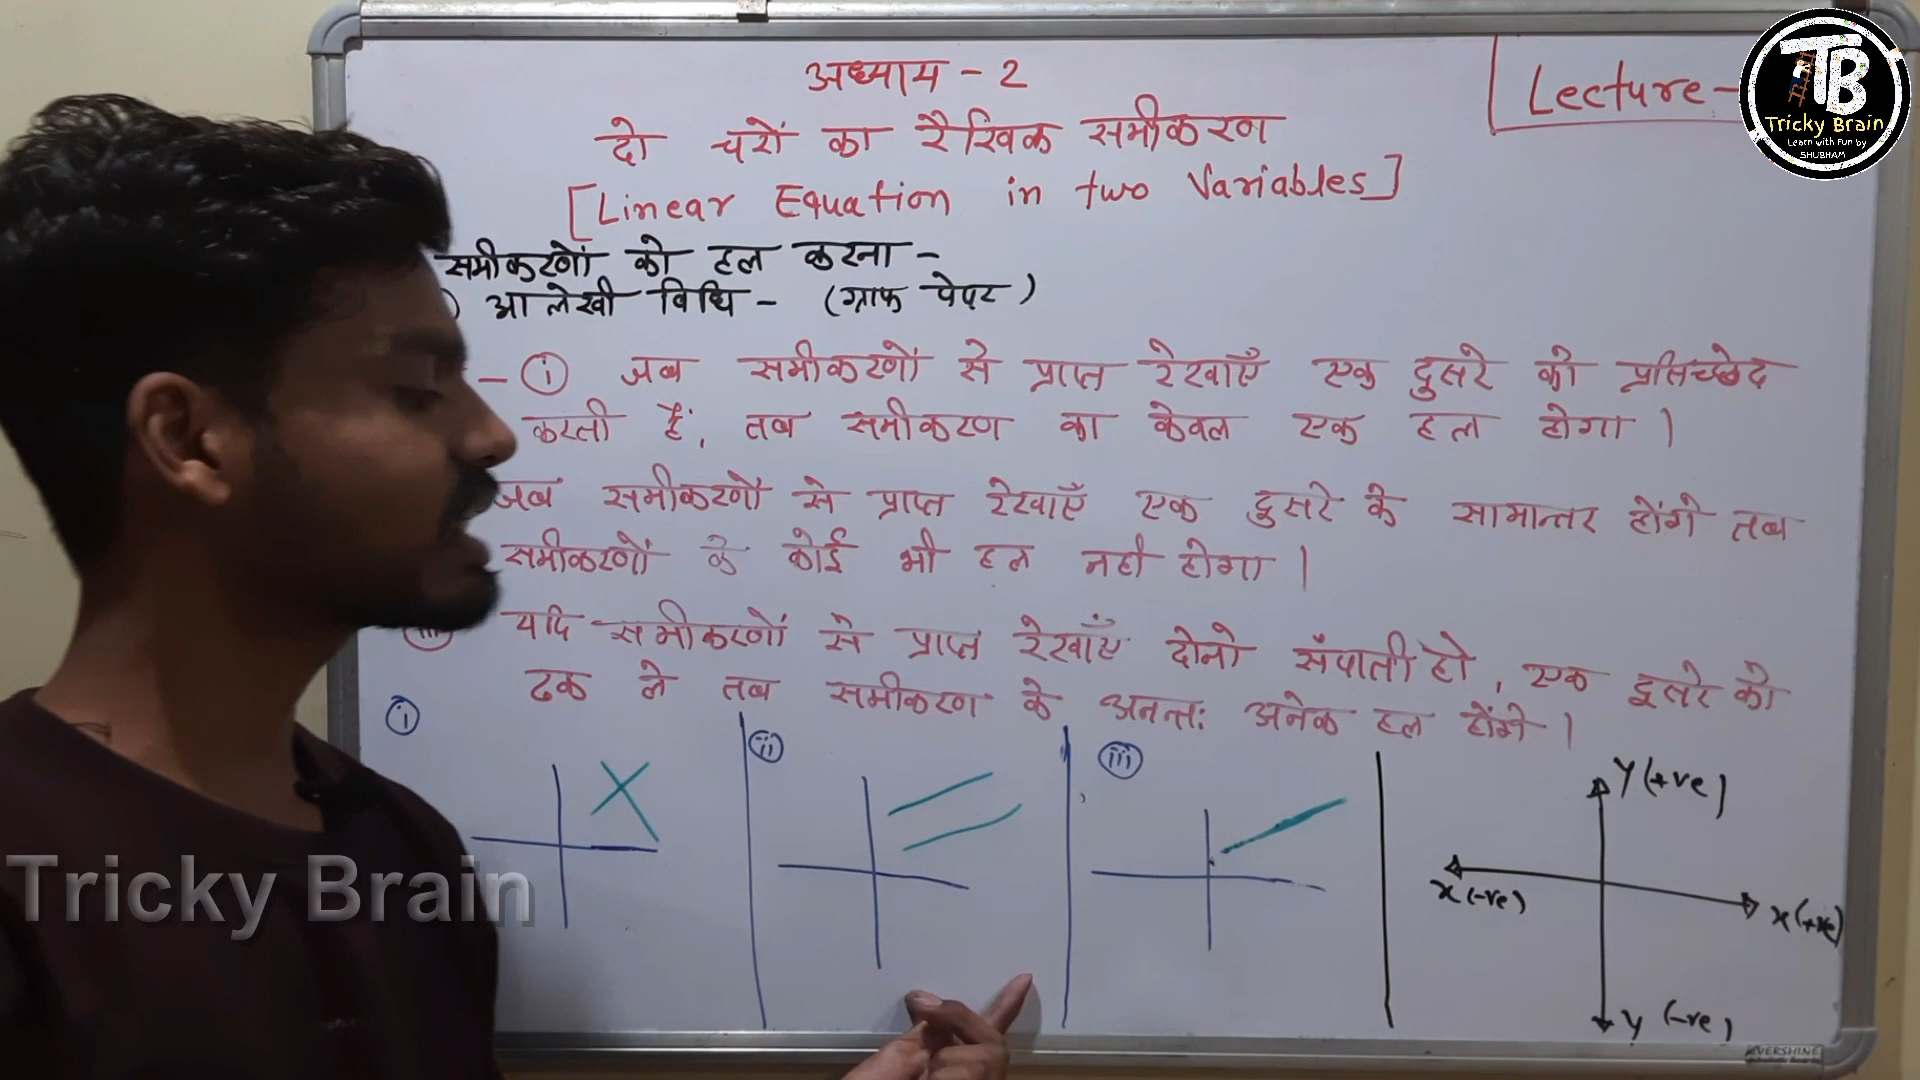 अध्याय - 2
दो चरों का रैखिक समीकरण
[Linear Equation in two Variables]
Lecture-
TB
Tricky Brain
Learn with Fun by
SHUBHAM
समीकरणों को हल करना -
) आलेखी विधि - (ग्राफ पेपर)
- (i) जब समीकरणों से प्राप्त रेखाएँ एक दुसरे को प्रतिच्छेद
करती हैं, तब समीकरण का केवल एक हल होगा।
जब समीकरणों से प्राप्त रेखाएँ एक दुसरे के सामान्तर होंगे तब
समीकरणों के कोई भी हल नहीं होगा।
(iii) यदि समीकरणों से प्राप्त रेखाएँ दोनो संपाती हो, एक दूसरे को
ढक ले तब समीकरण के अनन्तः अनेक हल होंगे।
(i)
(ii)
(iii)
Y (+ve)
x (-ve)
x (+ve)
Y (-ve)
Tricky Brain
EVERSHINE